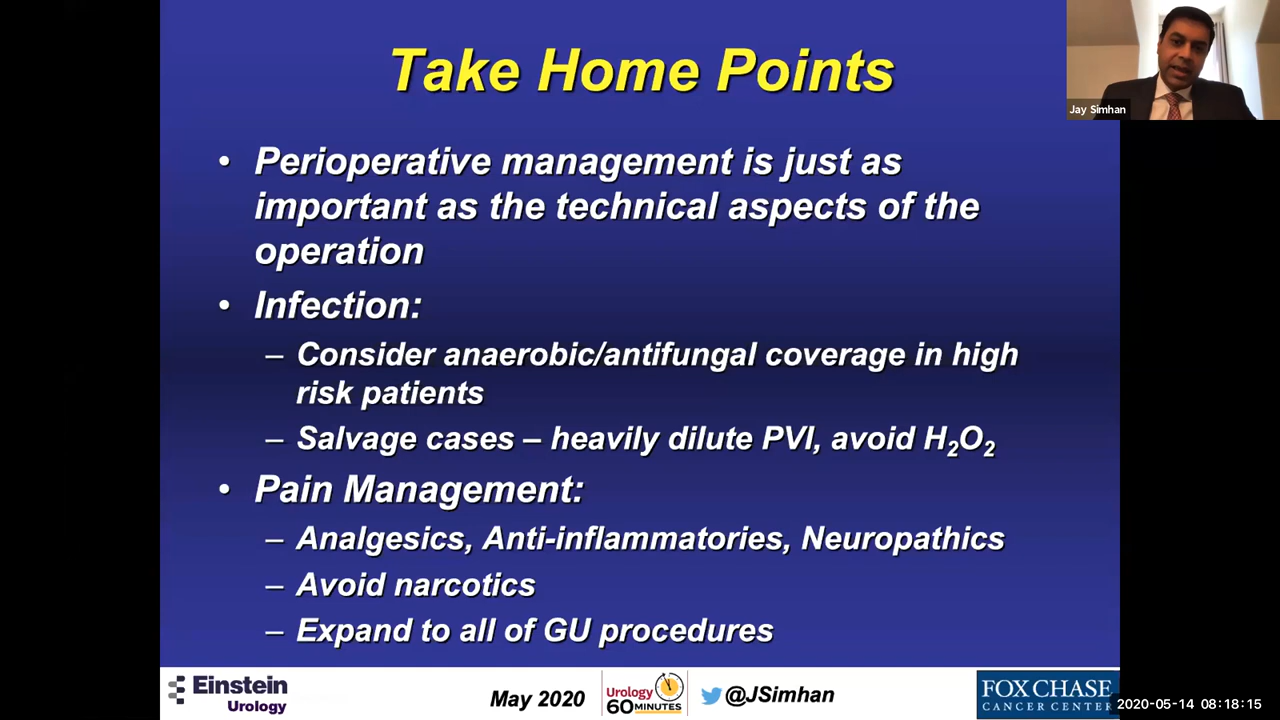 Take Home Points
Jay Simhan
• Perioperative management is just as
important as the technical aspects of the
operation
• Infection:
– Consider anaerobic/antifungal coverage in high
risk patients
– Salvage cases – heavily dilute PVI, avoid H₂O₂
• Pain Management:
– Analgesics, Anti-inflammatories, Neuropathics
– Avoid narcotics
– Expand to all of GU procedures
Einstein
Urology
May 2020
Urology
60 MINUTES
@JSimhan
FOX CHASE
CANCER CENTER
2020-05-14 08:18:15